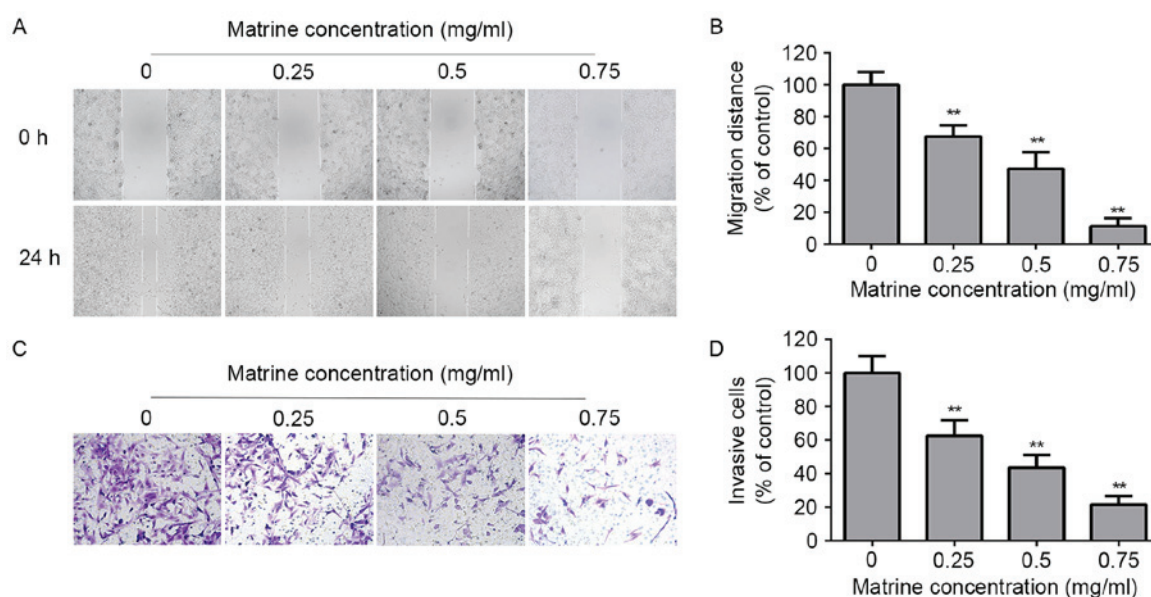 A
Matrine concentration (mg/ml)
0 0.25 0.5 0.75
0 h
24 h
B
Migration distance
(% of control)
120
100
80
60
40
20
0
**
**
**
0 0.25 0.5 0.75
Matrine concentration (mg/ml)
C
Matrine concentration (mg/ml)
0 0.25 0.5 0.75
D
Invasive cells
(% of control)
120
100
80
60
40
20
0
**
**
**
0 0.25 0.5 0.75
Matrine concentration (mg/ml)